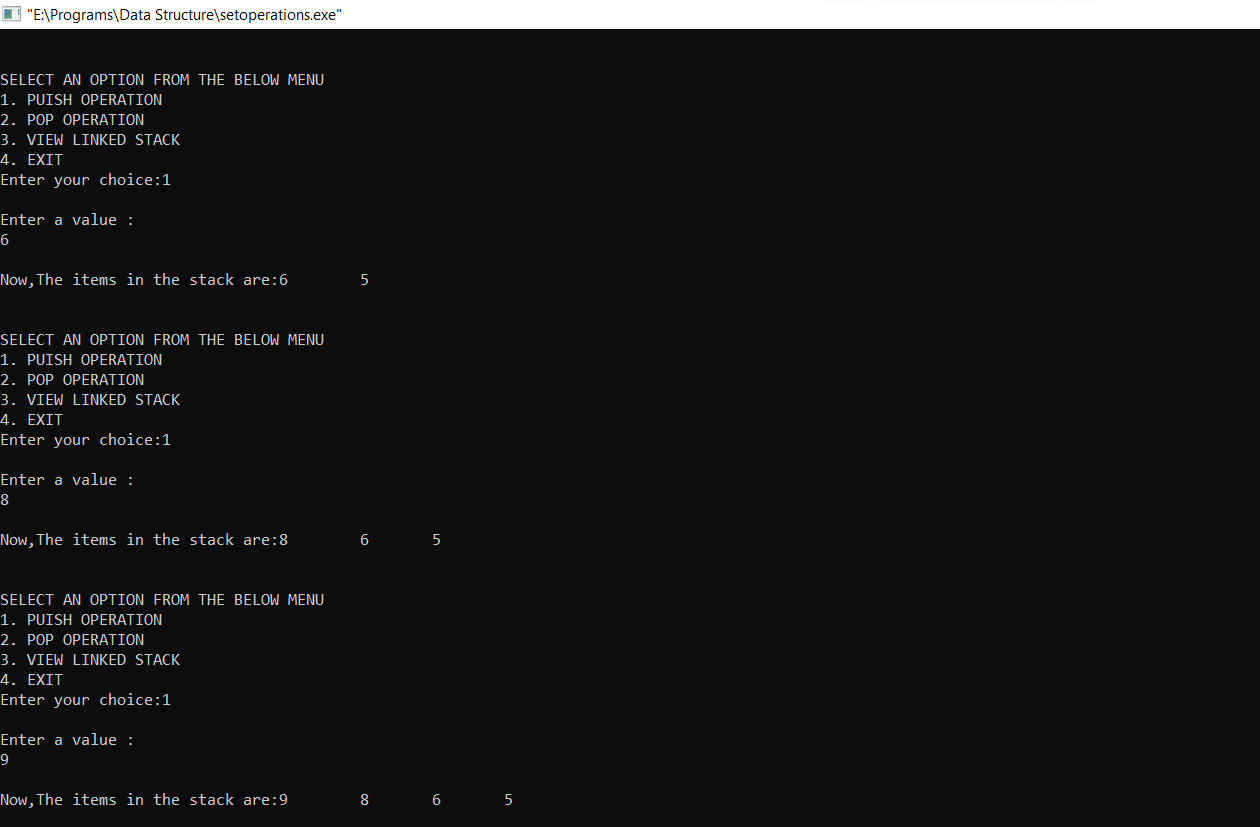 "E:\Programs\Data Structure\setoperations.exe"
SELECT AN OPTION FROM THE BELOW MENU
1. PUISH OPERATION
2. POP OPERATION
3. VIEW LINKED STACK
4. EXIT
Enter your choice:1
Enter a value :
6
Now,The items in the stack are:6 5
SELECT AN OPTION FROM THE BELOW MENU
1. PUISH OPERATION
2. POP OPERATION
3. VIEW LINKED STACK
4. EXIT
Enter your choice:1
Enter a value :
8
Now,The items in the stack are:8 6 5
SELECT AN OPTION FROM THE BELOW MENU
1. PUISH OPERATION
2. POP OPERATION
3. VIEW LINKED STACK
4. EXIT
Enter your choice:1
Enter a value :
9
Now,The items in the stack are:9 8 6 5